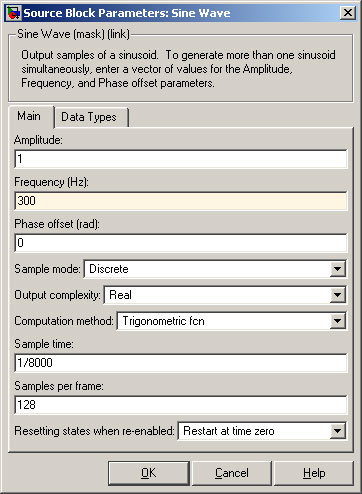 Source Block Parameters: Sine Wave
Sine Wave (mask) (link)
Output samples of a sinusoid. To generate more than one sinusoid
simultaneously, enter a vector of values for the Amplitude,
Frequency, and Phase offset parameters.
Main Data Types
Amplitude:
1
Frequency (Hz):
300
Phase offset (rad):
0
Sample mode: Discrete
Output complexity: Real
Computation method: Trigonometric fcn
Sample time:
1/8000
Samples per frame:
128
Resetting states when re-enabled: Restart at time zero
OK Cancel Help